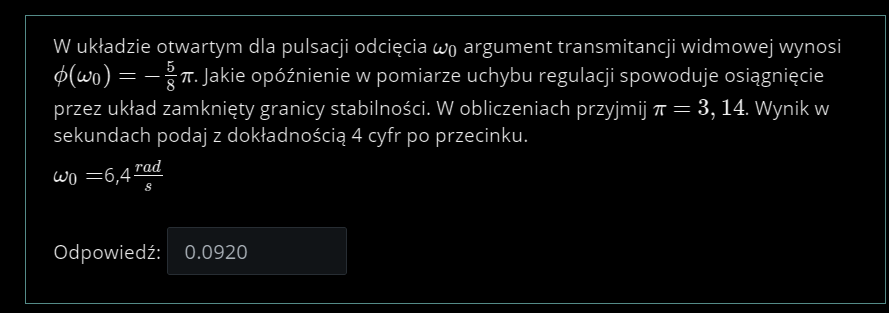 W układzie otwartym dla pulsacji odcięcia ω₀ argument transmitancji widmowej wynosi
ϕ(ω₀) = −5/8π. Jakie opóźnienie w pomiarze uchybu regulacji spowoduje osiągnięcie
przez układ zamknięty granicy stabilności. W obliczeniach przyjmij π = 3, 14. Wynik w
sekundach podaj z dokładnością 4 cyfr po przecinku.
ω₀ =6,4 rad/s
Odpowiedź: 0.0920